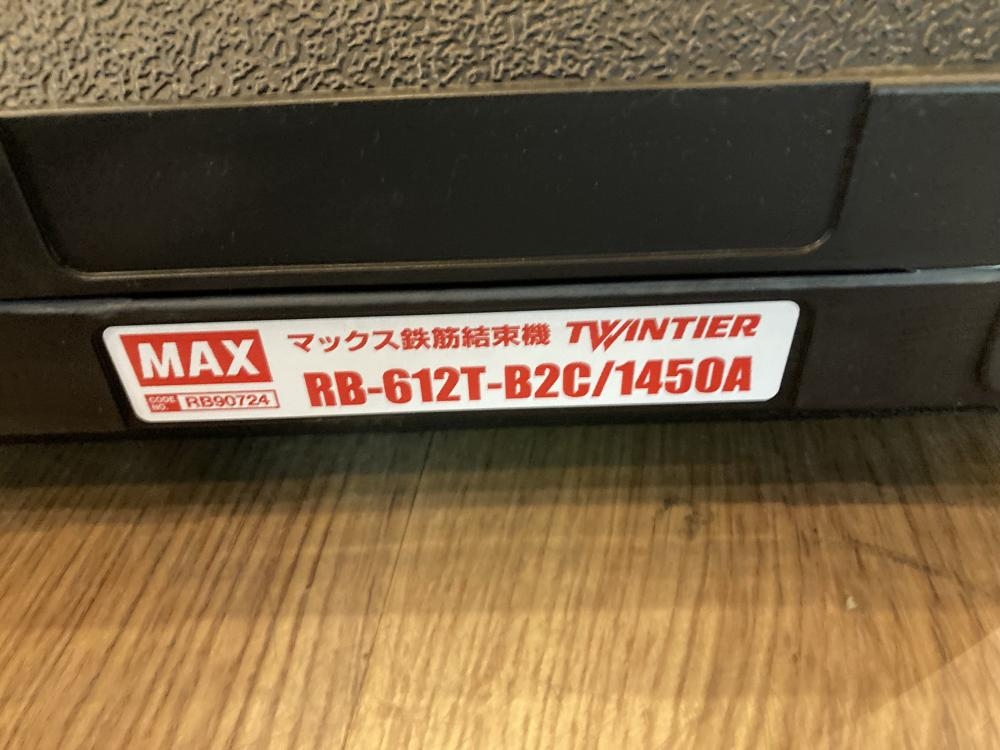 MAX
マックス鉄筋結束機 TWINTIER
RB-612T-B2C/1450A
CODE NO. RB90724